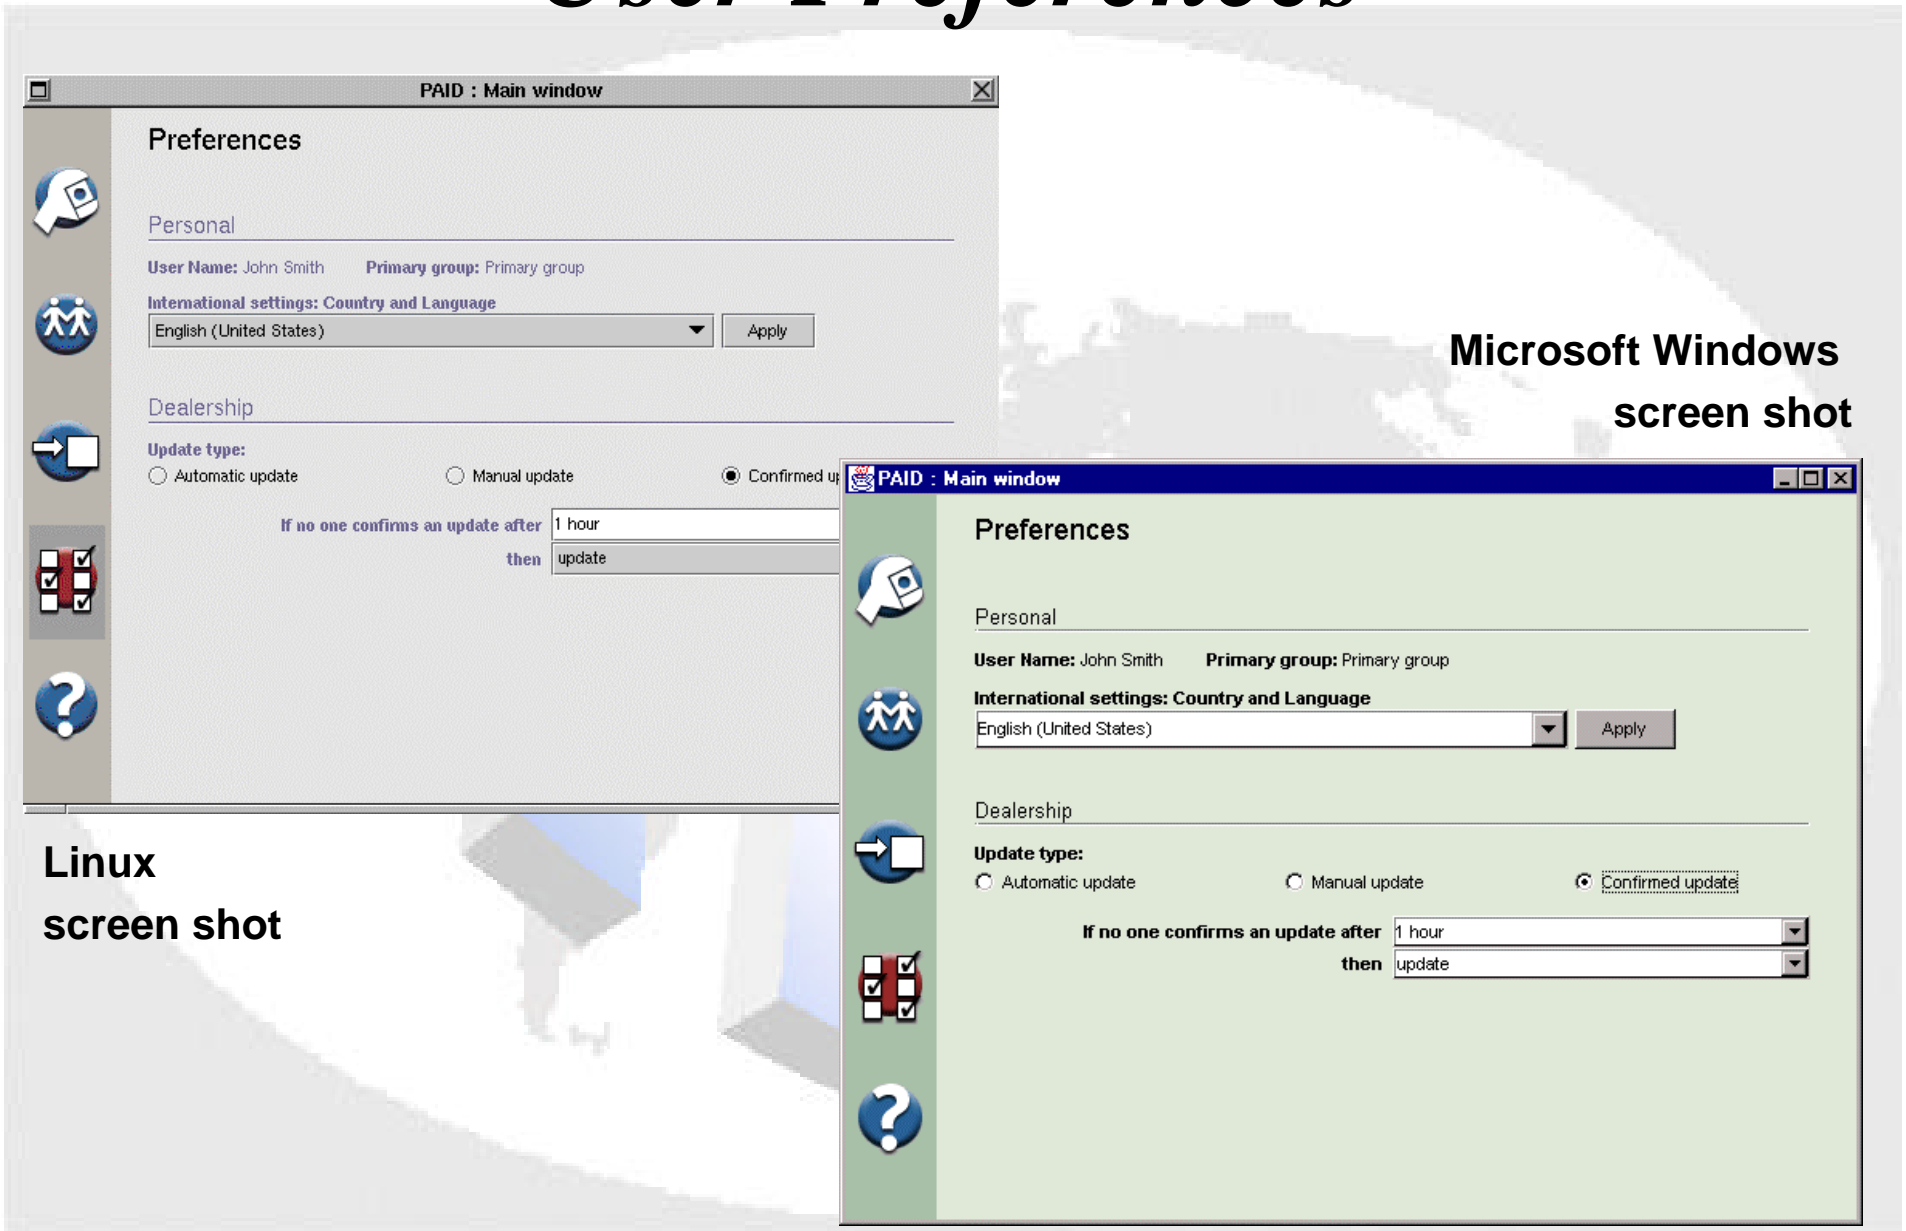 User Preferences
PAID : Main window
Preferences
Personal
User Name: John Smith Primary group: Primary group
International settings: Country and Language
English (United States) Apply
Dealership
Update type:
Automatic update Manual update Confirmed up
If no one confirms an update after 1 hour
then update
Linux
screen shot
Microsoft Windows
screen shot
PAID : Main window
Preferences
Personal
User Name: John Smith Primary group: Primary group
International settings: Country and Language
English (United States) Apply
Dealership
Update type:
Automatic update Manual update Confirmed update
If no one confirms an update after 1 hour
then update